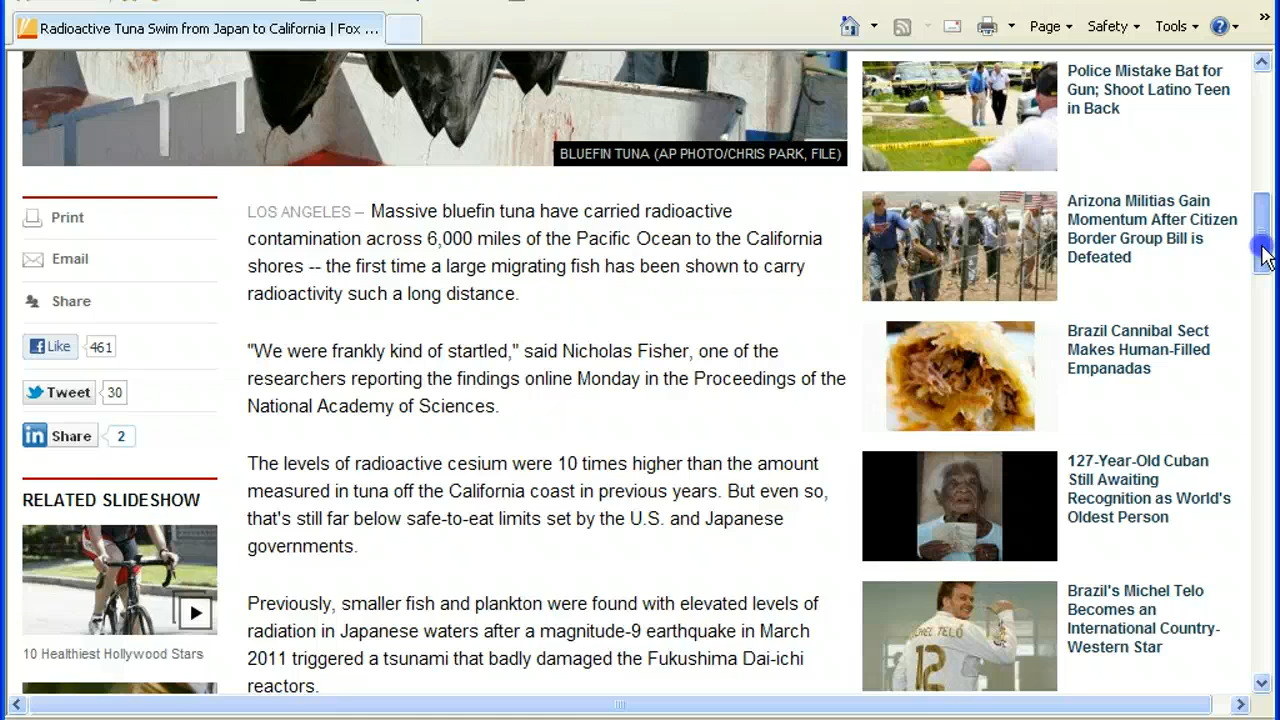 Radioactive Tuna Swim from Japan to California | Fox ...
Page
Safety
Tools
BLUEFIN TUNA (AP PHOTO/CHRIS PARK, FILE)
Print
Email
Share
Like 461
Tweet 30
in Share 2
RELATED SLIDESHOW
10 Healthiest Hollywood Stars
LOS ANGELES – Massive bluefin tuna have carried radioactive
contamination across 6,000 miles of the Pacific Ocean to the California
shores -- the first time a large migrating fish has been shown to carry
radioactivity such a long distance.
"We were frankly kind of startled," said Nicholas Fisher, one of the
researchers reporting the findings online Monday in the Proceedings of the
National Academy of Sciences.
The levels of radioactive cesium were 10 times higher than the amount
measured in tuna off the California coast in previous years. But even so,
that's still far below safe-to-eat limits set by the U.S. and Japanese
governments.
Previously, smaller fish and plankton were found with elevated levels of
radiation in Japanese waters after a magnitude-9 earthquake in March
2011 triggered a tsunami that badly damaged the Fukushima Dai-ichi
reactors.
Police Mistake Bat for
Gun; Shoot Latino Teen
in Back
Arizona Militias Gain
Momentum After Citizen
Border Group Bill is
Defeated
Brazil Cannibal Sect
Makes Human-Filled
Empanadas
127-Year-Old Cuban
Still Awaiting
Recognition as World's
Oldest Person
Brazil's Michel Telo
Becomes an
International Country-
Western Star
MICHEL TELÓ
12